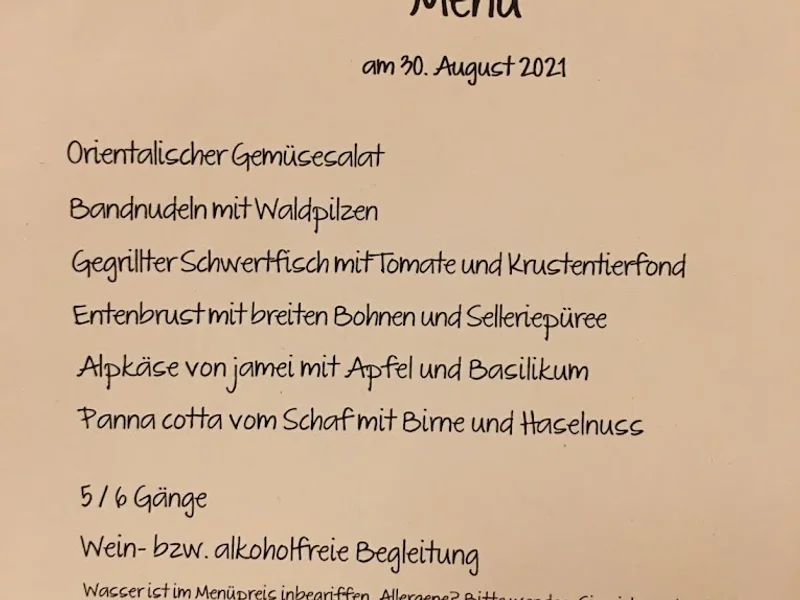 Menü
am 30. August 2021
Orientalischer Gemüsesalat
Bandnudeln mit Waldpilzen
Gegrillter Schwertfisch mit Tomate und Krustentierfond
Entenbrust mit breiten Bohnen und Selleriepüree
Alpkäse von jamei mit Apfel und Basilikum
Panna cotta vom Schaf mit Birne und Haselnuss
5 / 6 Gänge
Wein- bzw. alkoholfreie Begleitung
Wasser ist im Menüpreis inbegriffen. Allergene?